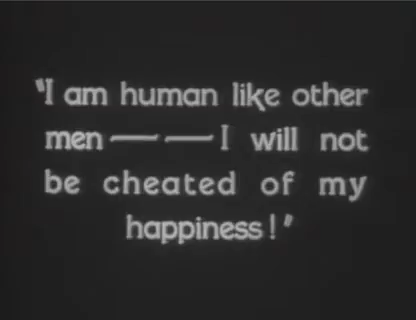 "I am human like other
men — — I will not
be cheated of my
happiness!"